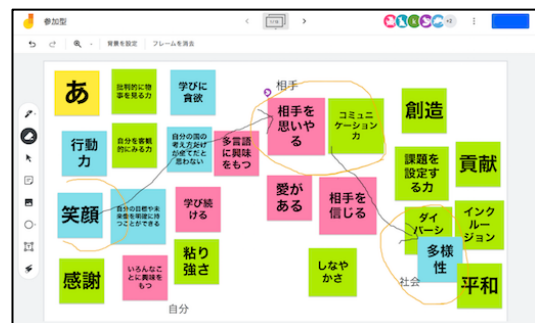 参加型
背景を設定
フレームを消去
あ
批判的に物
事を見る力
学びに
貪欲
相手
相手を
思いや
る
コミュニ
ケーション
力
創造
行動
力
自分を客観
的にみる力
自分の国の
考え方だけ
が全てだと
思わない
多言語
に興味
をもつ
課題を
設定す
る力
貢献
笑顔
自分の目標や未
来像を明確に持
つことができる
学び続
ける
愛が
ある
相手を
信じる
ダイ
バーシ
インク
ルー
ジョン
多様
性
感謝
いろんなこ
とに興味を
もつ
粘り
強さ
しなや
かさ
社会
平和
自分